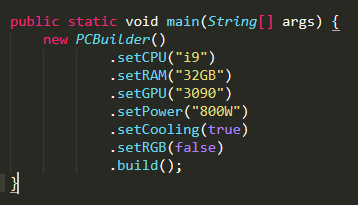 public static void main(String[] args) {
    new PCBuilder()
            .setCPU("i9")
            .setRAM("32GB")
            .setGPU("3090")
            .setPower("800W")
            .setCooling(true)
            .setRGB(false)
            .build();
}